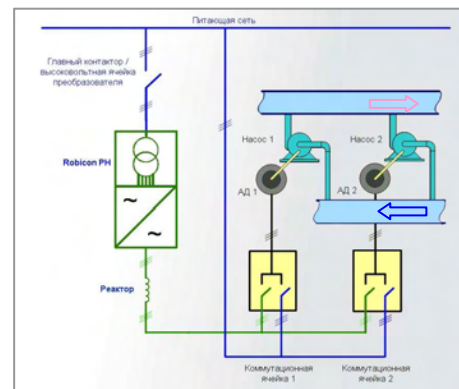 Питающая сеть
Главный контактор /
высоковольтная ячейка
преобразователя
Robicon PH
~
~
Реактор
Насос 1
Насос 2
АД 1
АД 2
Коммутационная
ячейка 1
Коммутационная
ячейка 2